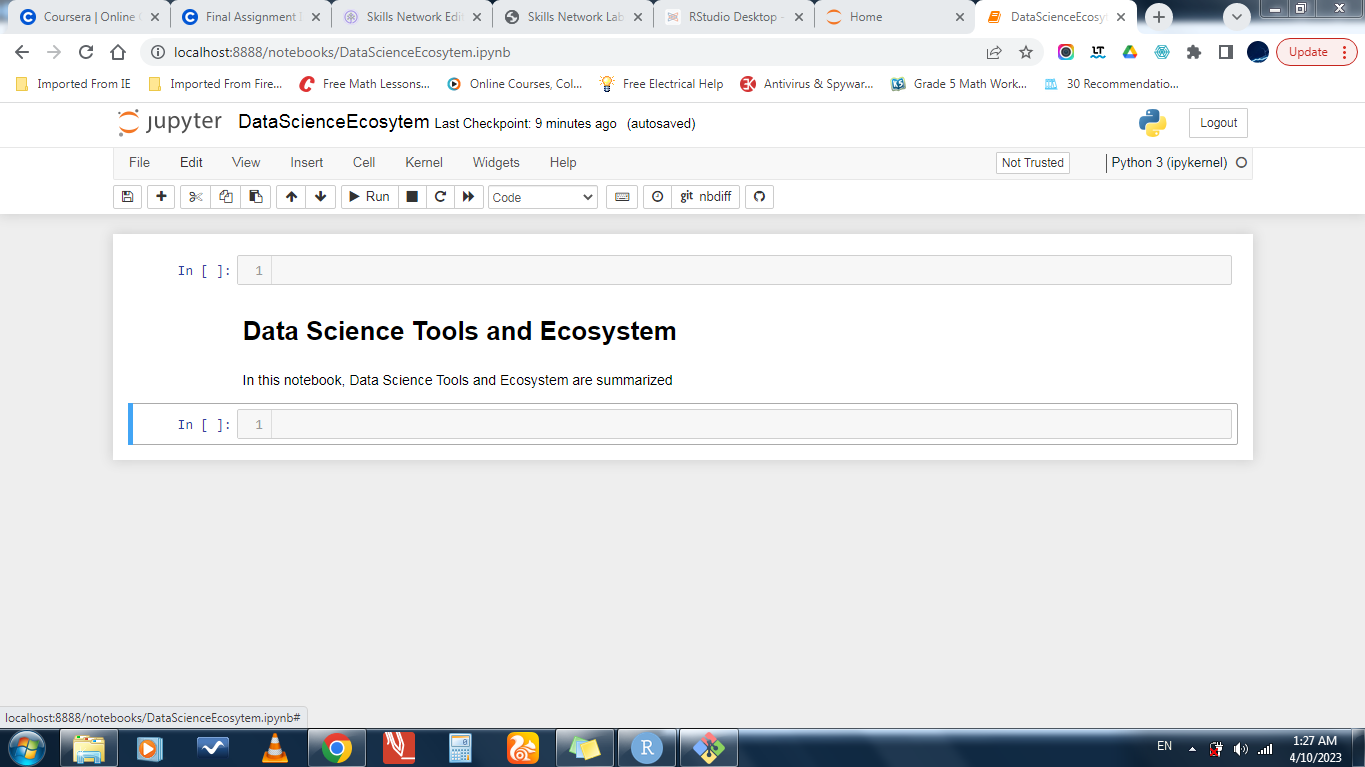 Coursera | Online
Final Assignment
Skills Network Edit
Skills Network Lab
RStudio Desktop -
Home
DataScienceEcosyt
localhost:8888/notebooks/DataScienceEcosytem.ipynb
Update
Imported From IE
Imported From Fire...
Free Math Lessons...
Online Courses, Col...
Free Electrical Help
Antivirus & Spywar...
Grade 5 Math Work...
30 Recommendatio...
jupyter DataScienceEcosytem Last Checkpoint: 9 minutes ago (autosaved)
Logout
File Edit View Insert Cell Kernel Widgets Help
Not Trusted
Python 3 (ipykernel)
Run
Code
git nbdiff
In [ ]: 1
Data Science Tools and Ecosystem
In this notebook, Data Science Tools and Ecosystem are summarized
In [ ]: 1
localhost:8888/notebooks/DataScienceEcosytem.ipynb#
EN
1:27 AM
4/10/2023